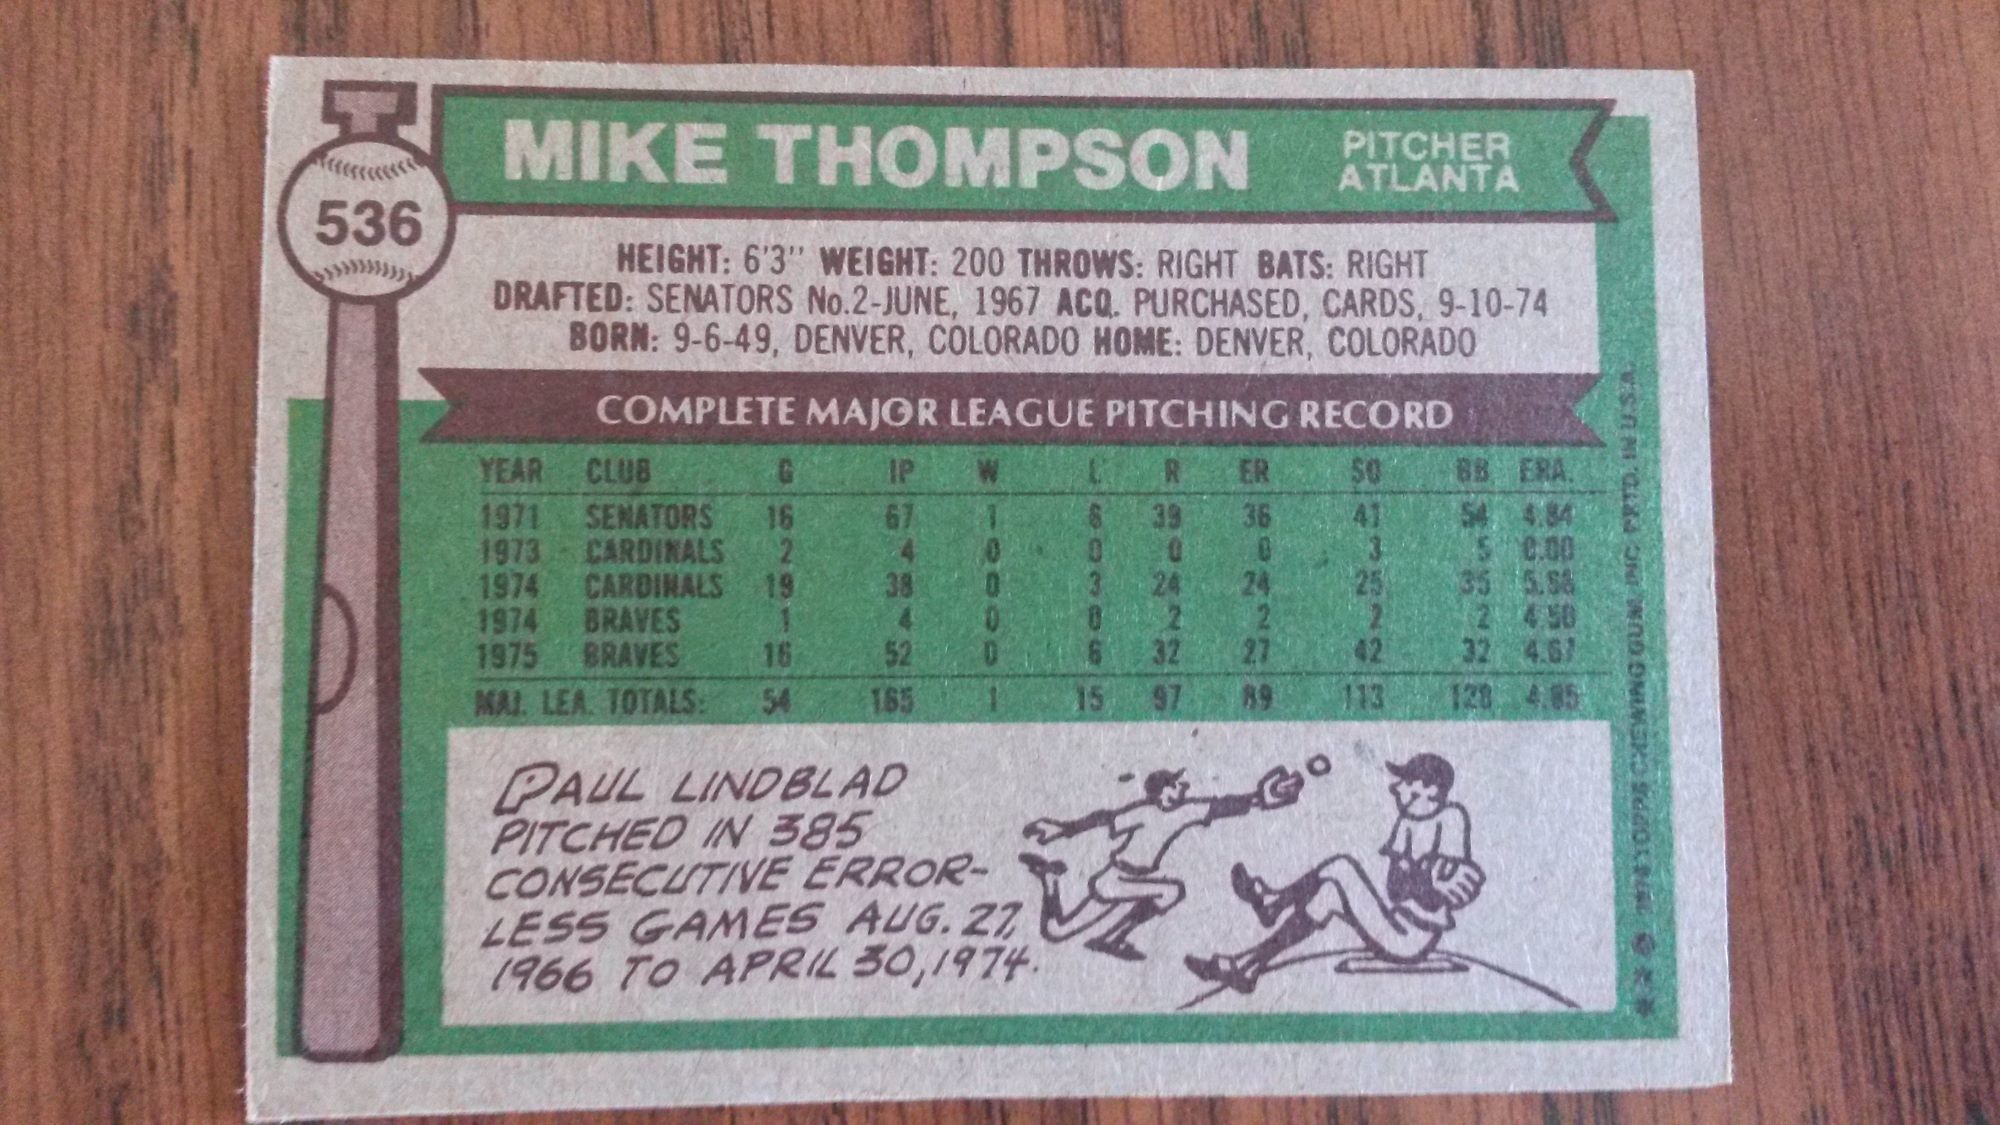 536
MIKE THOMPSON
PITCHER
ATLANTA
HEIGHT: 6'3" WEIGHT: 200 THROWS: RIGHT BATS: RIGHT
DRAFTED: SENATORS No.2-JUNE, 1967 ACQ. PURCHASED, CARDS, 9-10-74
BORN: 9-6-49, DENVER, COLORADO HOME: DENVER, COLORADO
COMPLETE MAJOR LEAGUE PITCHING RECORD
YEAR CLUB G IP W L R ER SO BB ERA.
1971 SENATORS 16 67 1 6 39 36 41 54 4.84
1973 CARDINALS 2 4 0 0 0 0 3 5 0.00
1974 CARDINALS 19 38 0 3 24 24 25 35 5.68
1974 BRAVES 1 4 0 0 2 2 2 2 4.50
1975 BRAVES 16 52 0 6 32 27 42 32 4.67
MAJ. LEA. TOTALS: 54 165 1 15 97 89 113 128 4.85
PAUL LINDBLAD
PITCHED IN 385
CONSECUTIVE ERROR-
LESS GAMES AUG. 27,
1966 TO APRIL 30, 1974.
TOPPS CHEWING GUM, INC. PRTD. IN U.S.A.